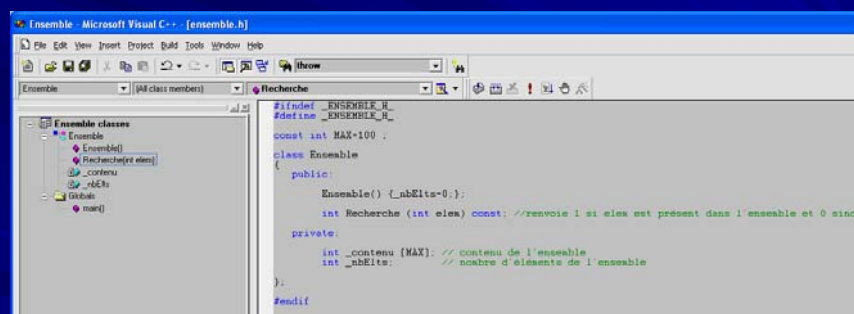 Ensemble - Microsoft Visual C++ - [ensemble.h]
File Edit View Insert Project Build Tools Window Help
throw
Ensemble (All class members) Recherche
Ensemble classes
Ensemble
Ensemble()
Recherche(int elem)
_contenu
_nbElts
Globals
main()
#ifndef _ENSEMBLE_H_
#define _ENSEMBLE_H_
const int MAX=100 ;
class Ensemble
{
public:
Ensemble() {_nbElts=0;};
int Recherche (int elem) const; //renvoie 1 si elem est présent dans l'ensemble et 0 sinc
private:
int _contenu [MAX]; // contenu de l'ensemble
int _nbElts; // nombre d'éléments de l'ensemble
};
#endif